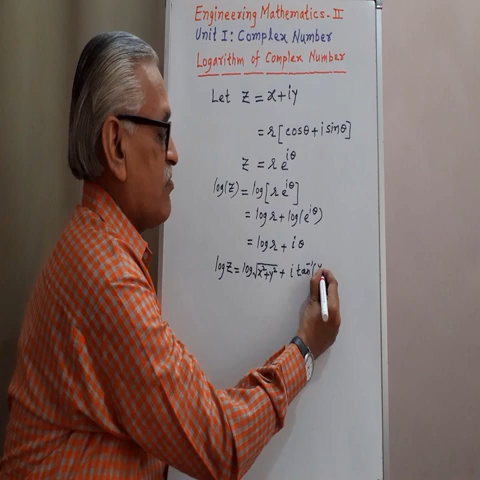 Engineering Mathematics-II
Unit I: Complex Number
Logarithm of Complex Number
Let z = x+iy
= r[cosθ+i sinθ]
z = r e^{iθ}
log(z) = log[r e^{iθ}]
= log r + log(e^{iθ})
= log r + iθ
log z = log √x²+y² + i tan⁻¹(y